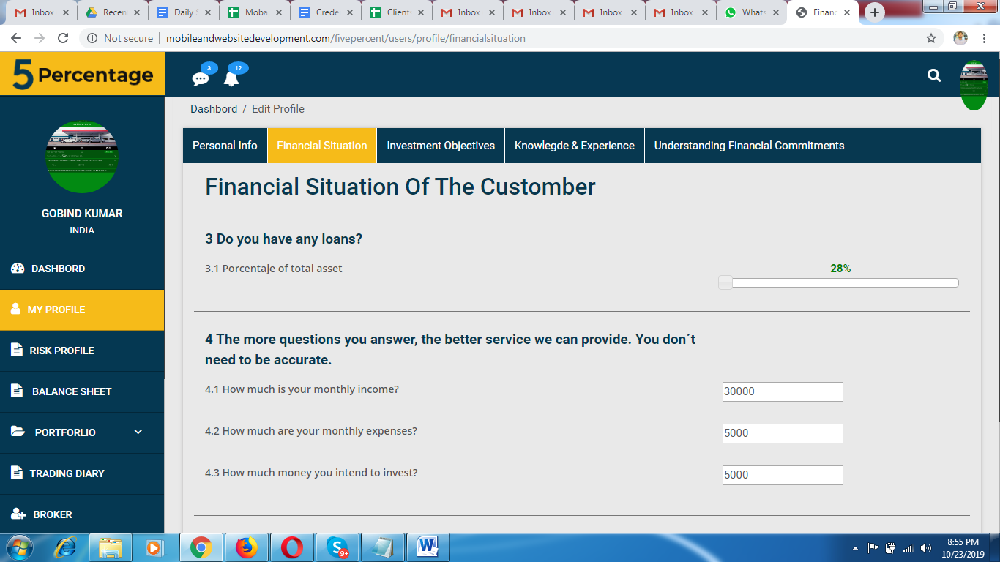 Inbox
Recen
Daily S
Mobap
Crede
Client:
Inbox
Inbox
Inbox
Inbox
Whats
Financ
Not secure
mobileandwebsitedevelopment.com/fivepercent/users/profile/financialsituation
5 Percentage
3
12
Dashbord / Edit Profile
Personal Info
Financial Situation
Investment Objectives
Knowlegde & Experience
Understanding Financial Commitments
GOBIND KUMAR
INDIA
DASHBORD
MY PROFILE
RISK PROFILE
BALANCE SHEET
PORTFORLIO
TRADING DIARY
BROKER
Financial Situation Of The Custumber
3 Do you have any loans?
3.1 Porcentaje of total asset
28%
4 The more questions you answer, the better service we can provide. You don´t
need to be accurate.
4.1 How much is your monthly income?
30000
4.2 How much are your monthly expenses?
5000
4.3 How much money you intend to invest?
5000
9+
8:55 PM
10/23/2019